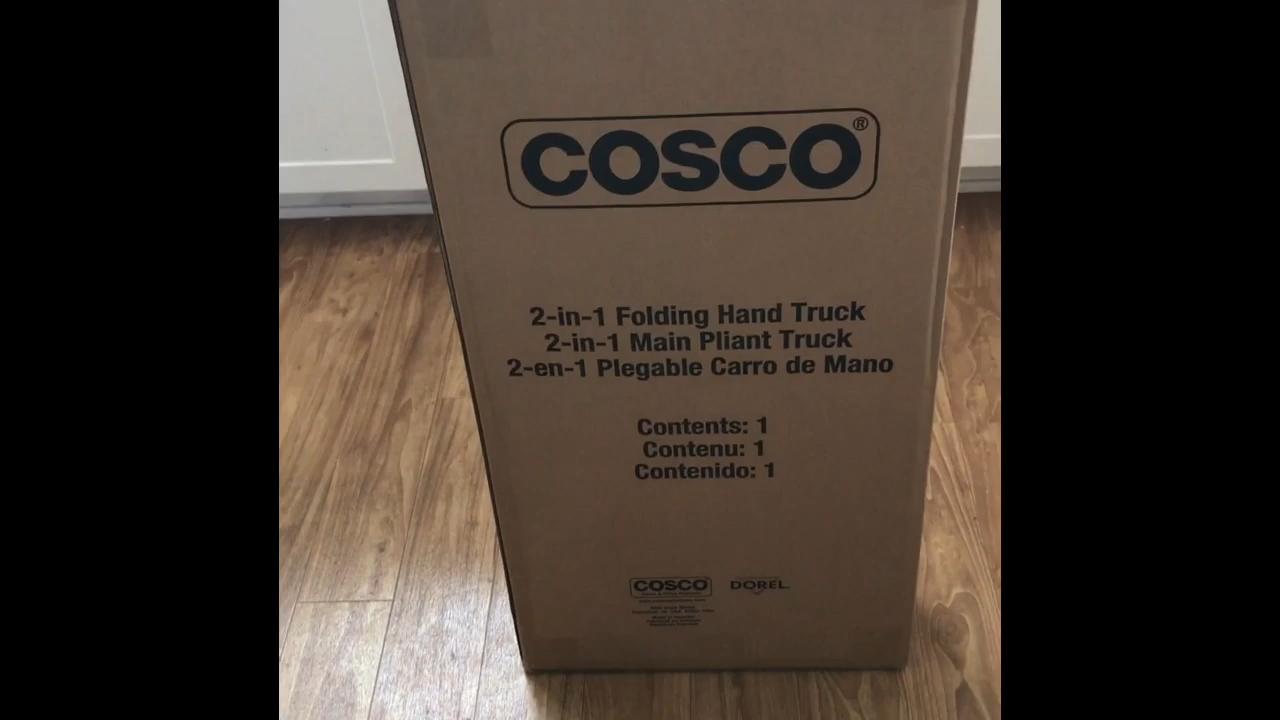 COSCO®
2-in-1 Folding Hand Truck
2-in-1 Main Pliant Truck
2-en-1 Plegable Carro de Mano
Contents: 1
Contenu: 1
Contenido: 1
COSCO DOREL